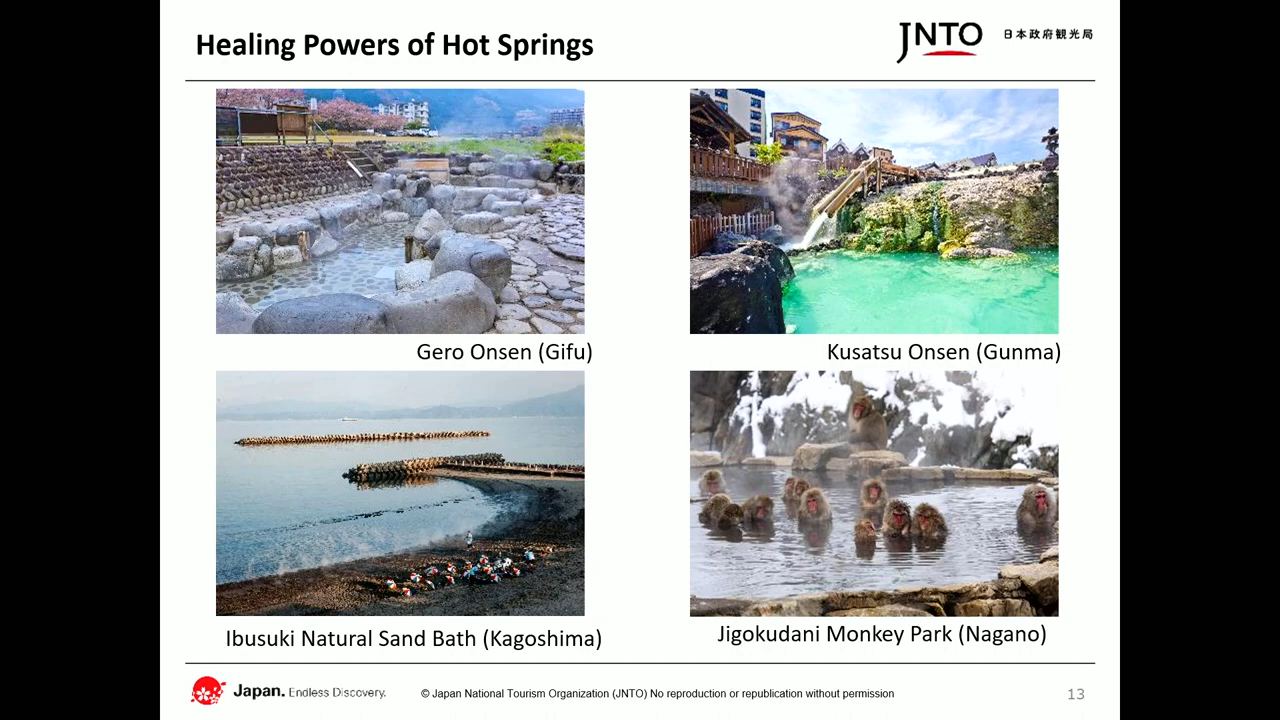 Healing Powers of Hot Springs
JNTO 日本政府観光局
Gero Onsen (Gifu)
Kusatsu Onsen (Gunma)
Ibusuki Natural Sand Bath (Kagoshima)
Jigokudani Monkey Park (Nagano)
Japan. Endless Discovery.
© Japan National Tourism Organization (JNTO) No reproduction or republication without permission
13